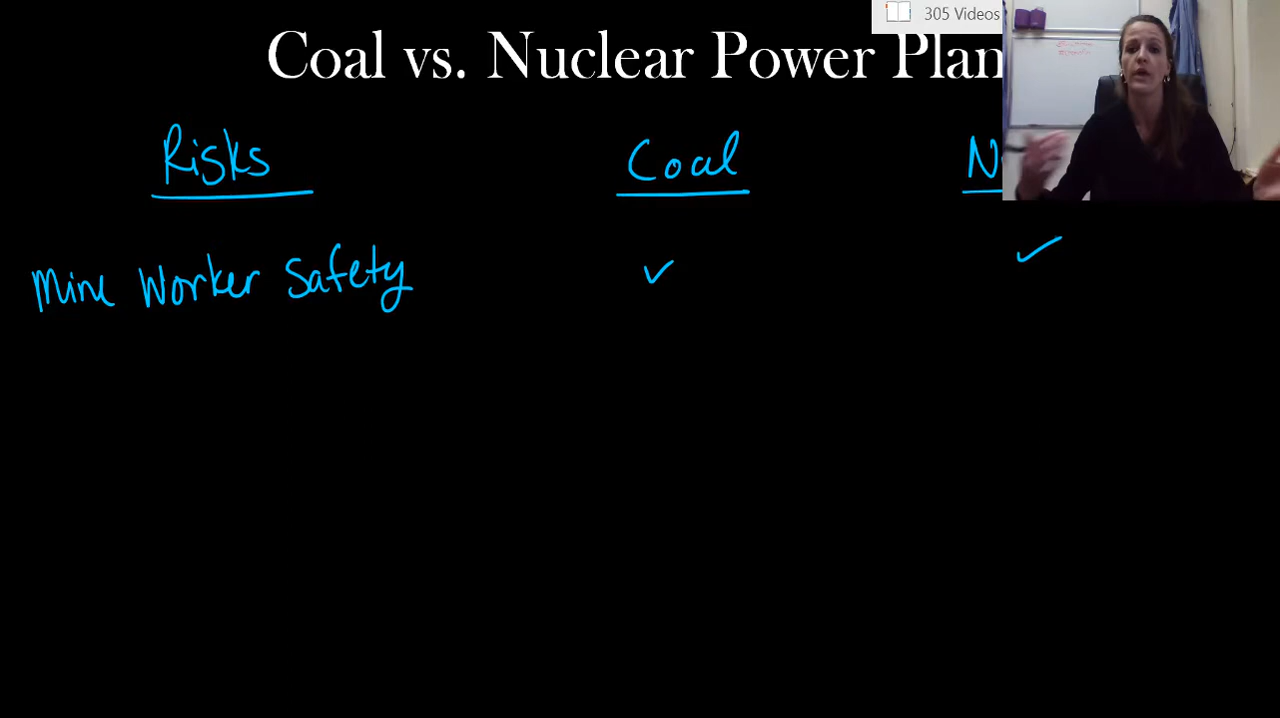 305 Videos
Coal vs. Nuclear Power Plan
Risks Coal N
Mine Worker Safety ✓ ✓